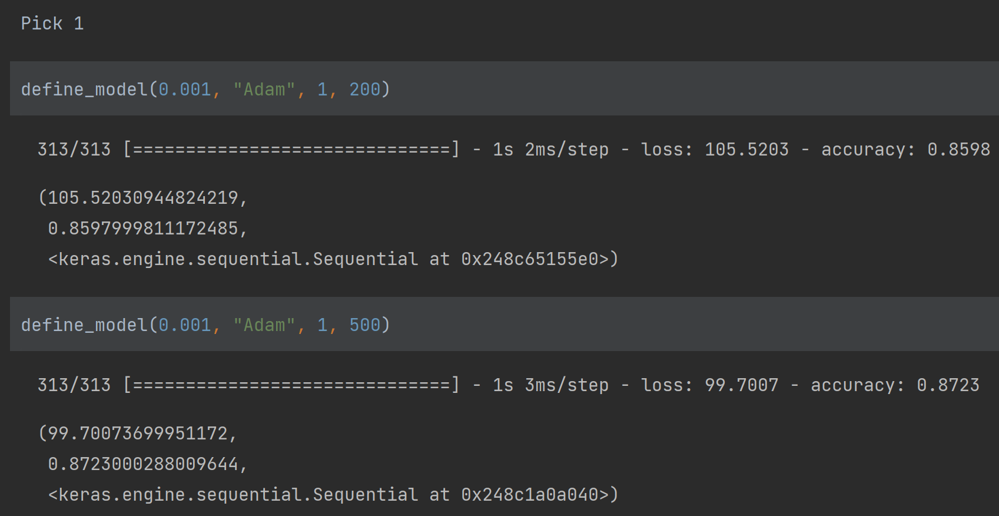 Pick 1
define_model(0.001, "Adam", 1, 200)
313/313 [==============================] - 1s 2ms/step - loss: 105.5203 - accuracy: 0.8598
(105.52030944824219,
0.8597999811172485,
<keras.engine.sequential.Sequential at 0x248c65155e0>)
define_model(0.001, "Adam", 1, 500)
313/313 [==============================] - 1s 3ms/step - loss: 99.7007 - accuracy: 0.8723
(99.70073699951172,
0.8723000288009644,
<keras.engine.sequential.Sequential at 0x248c1a0a040>)